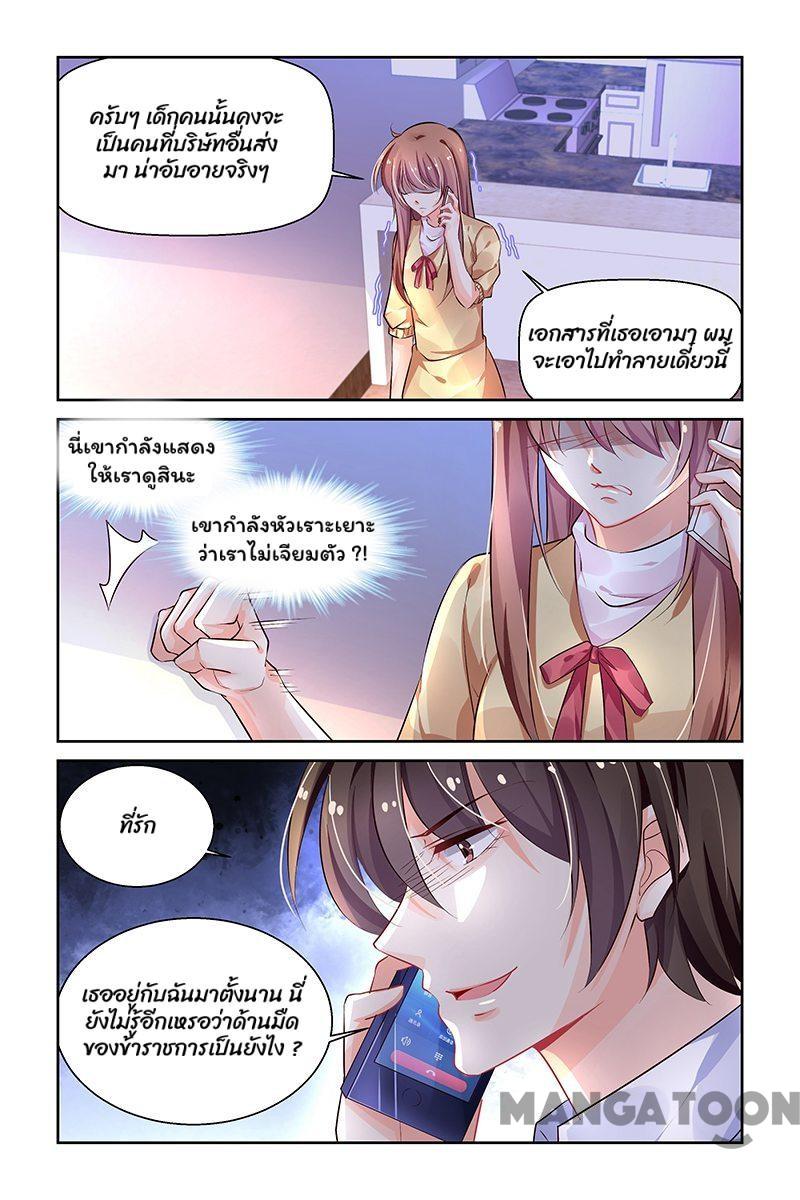 ครับๆ เด็กคนนั้นคงจะ
เป็นคนที่บริษัทอื่นส่ง
มา น่าอับอายจริงๆ
เอกสารที่เธอเอามา ผม
จะเอาไปทำลายเดี๋ยวนี้
นี่เขากำลังแสดง
ให้เราดูสินะ
เขากำลังหัวเราะเยาะ
ว่าเราไม่เจียมตัว ?!
ที่รัก
เธออยู่กับฉันมาตั้งนาน นี่
ยังไม่รู้อีกเหรอว่าด้านมืด
ของข้าราชการเป็นยังไง ?
MANGATOON